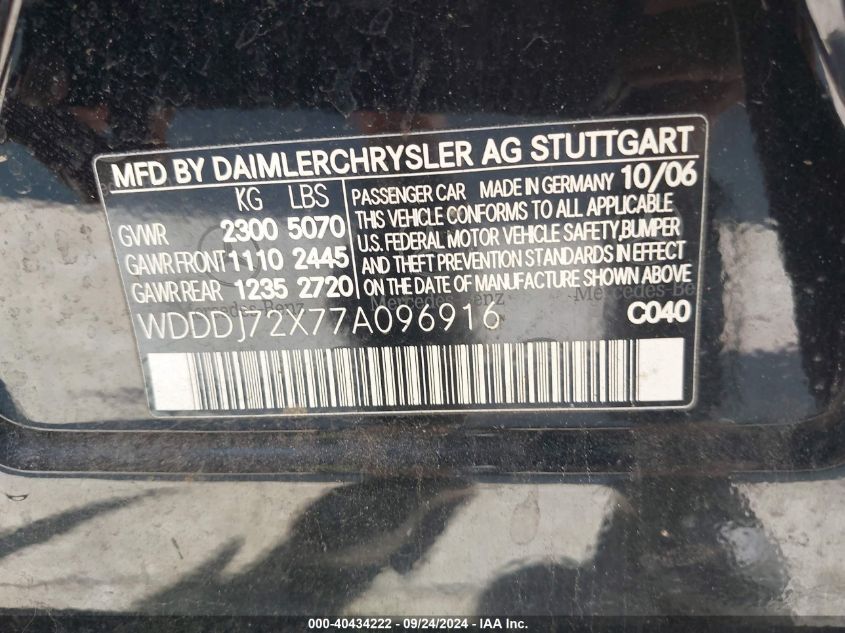 MFD BY DAIMLERCHRYSLER AG STUTTGART
KG LBS
GVWR 2300 5070
GAWR FRONT 1110 2445
GAWR REAR 1235 2720
PASSENGER CAR MADE IN GERMANY 10/06
THIS VEHICLE CONFORMS TO ALL APPLICABLE
U.S. FEDERAL MOTOR VEHICLE SAFETY, BUMPER
AND THEFT PREVENTION STANDARDS IN EFFECT
ON THE DATE OF MANUFACTURE SHOWN ABOVE
Mercedes-Benz
WDDDJ72X77A096916 C040
000-40434222 - 09/24/2024 - IAA Inc.